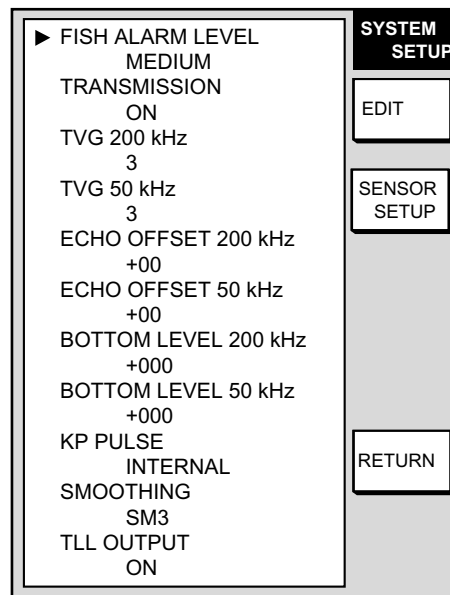 ▶ FISH ALARM LEVEL
MEDIUM
TRANSMISSION
ON
TVG 200 kHz
3
TVG 50 kHz
3
ECHO OFFSET 200 kHz
+00
ECHO OFFSET 50 kHz
+00
BOTTOM LEVEL 200 kHz
+000
BOTTOM LEVEL 50 kHz
+000
KP PULSE
INTERNAL
SMOOTHING
SM3
TLL OUTPUT
ON
SYSTEM
SETUP
EDIT
SENSOR
SETUP
RETURN